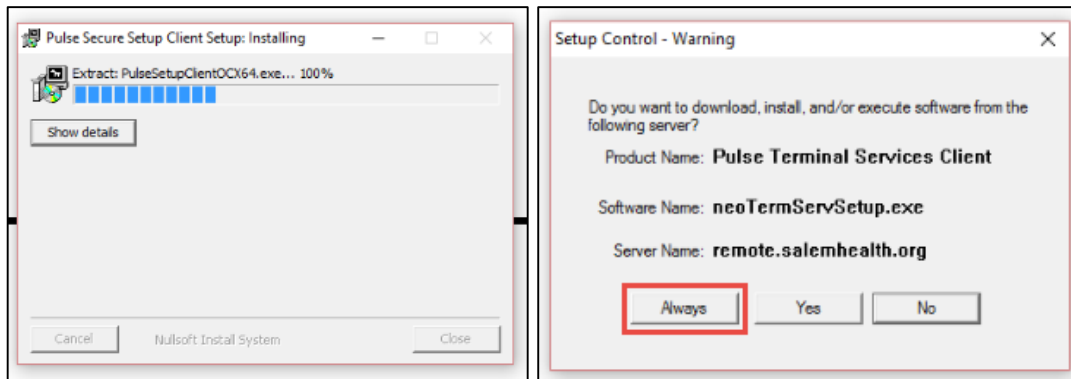 Pulse Secure Setup Client Setup: Installing
Extract: PulseSetupClientOCX64.exe... 100%
Show details
Cancel
Nullsoft Install System
Close
Setup Control - Warning
Do you want to download, install, and/or execute software from the
following server?
Product Name: Pulse Terminal Services Client
Software Name: neoTermServSetup.exe
Server Name: remote.salemhealth.org
Always
Yes
No